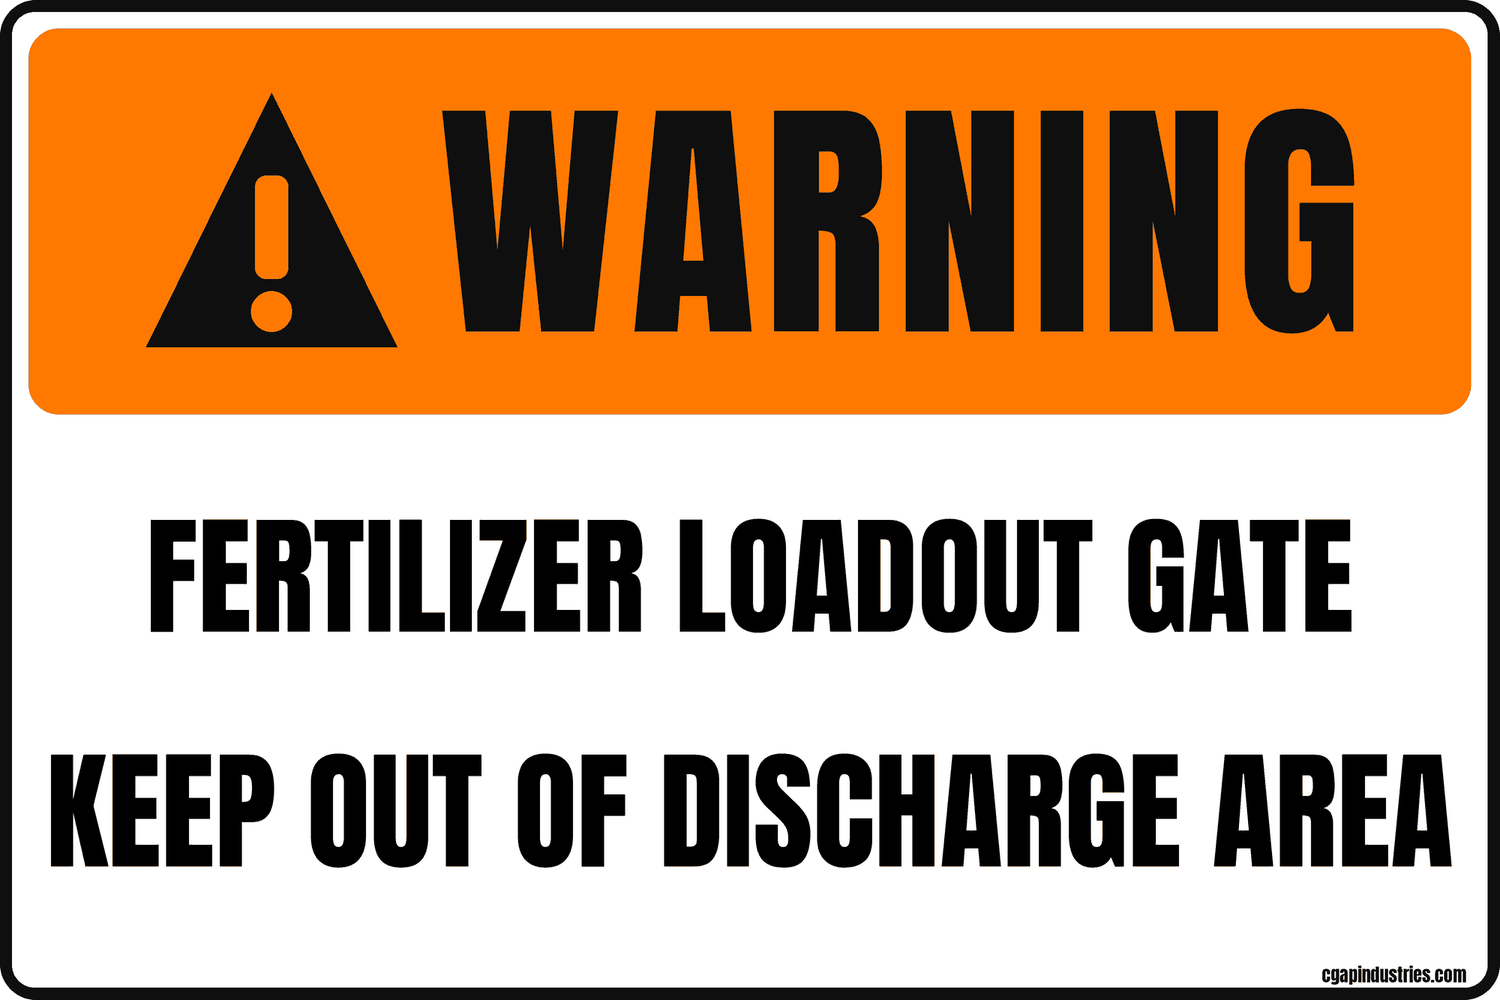 WARNING
FERTILIZER LOADOUT GATE
KEEP OUT OF DISCHARGE AREA
cgapindustries.com